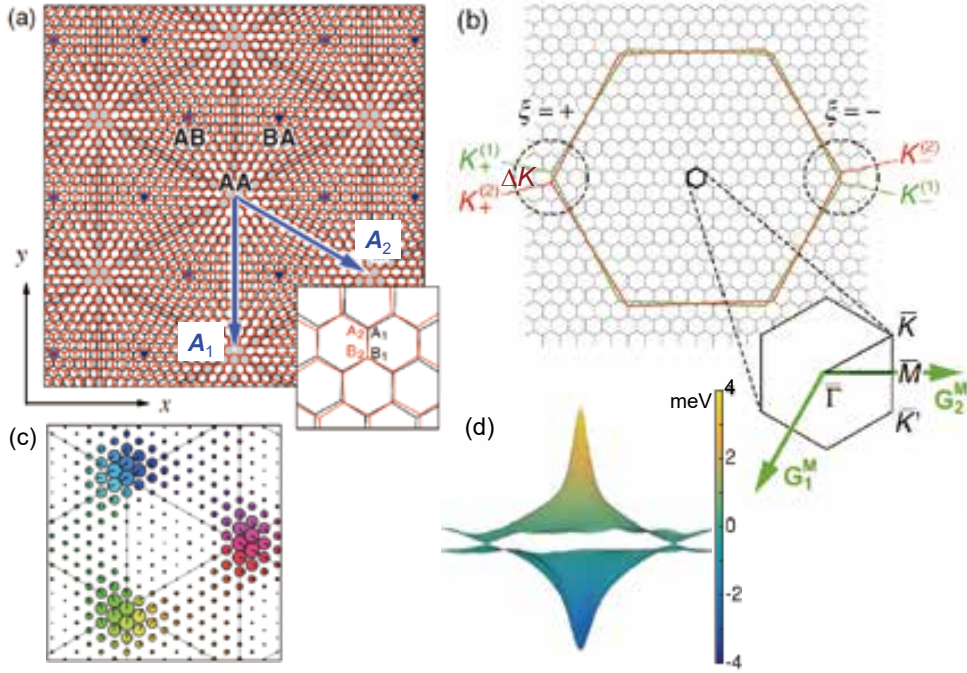 (a)
AB
BA
AA
A₂
A₁
y
x
A₂ A₁
B₂ B₁
(b)
ξ = +
ξ = −
K₊⁽¹⁾
ΔK
K₊⁽²⁾
K₋⁽²⁾
K₋⁽¹⁾
K̅
M̅
Γ̅
G₂ᴹ
K̅'
G₁ᴹ
(c)
(d)
meV
4
2
0
-2
-4